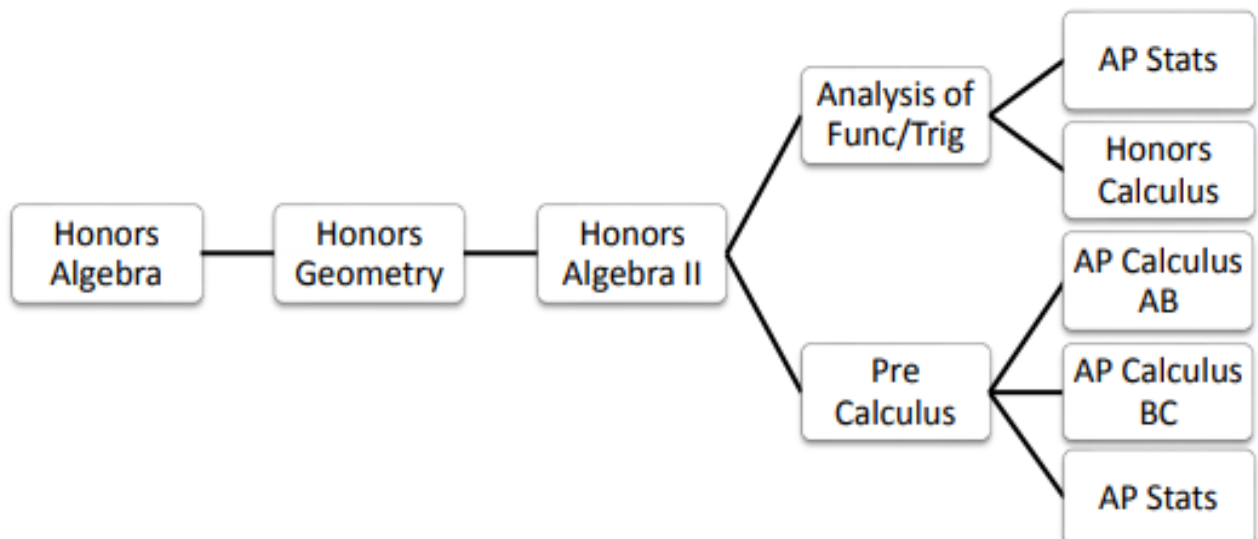 Honors
Algebra
Honors
Geometry
Honors
Algebra II
Analysis of
Func/Trig
Pre
Calculus
AP Stats
Honors
Calculus
AP Calculus
AB
AP Calculus
BC
AP Stats